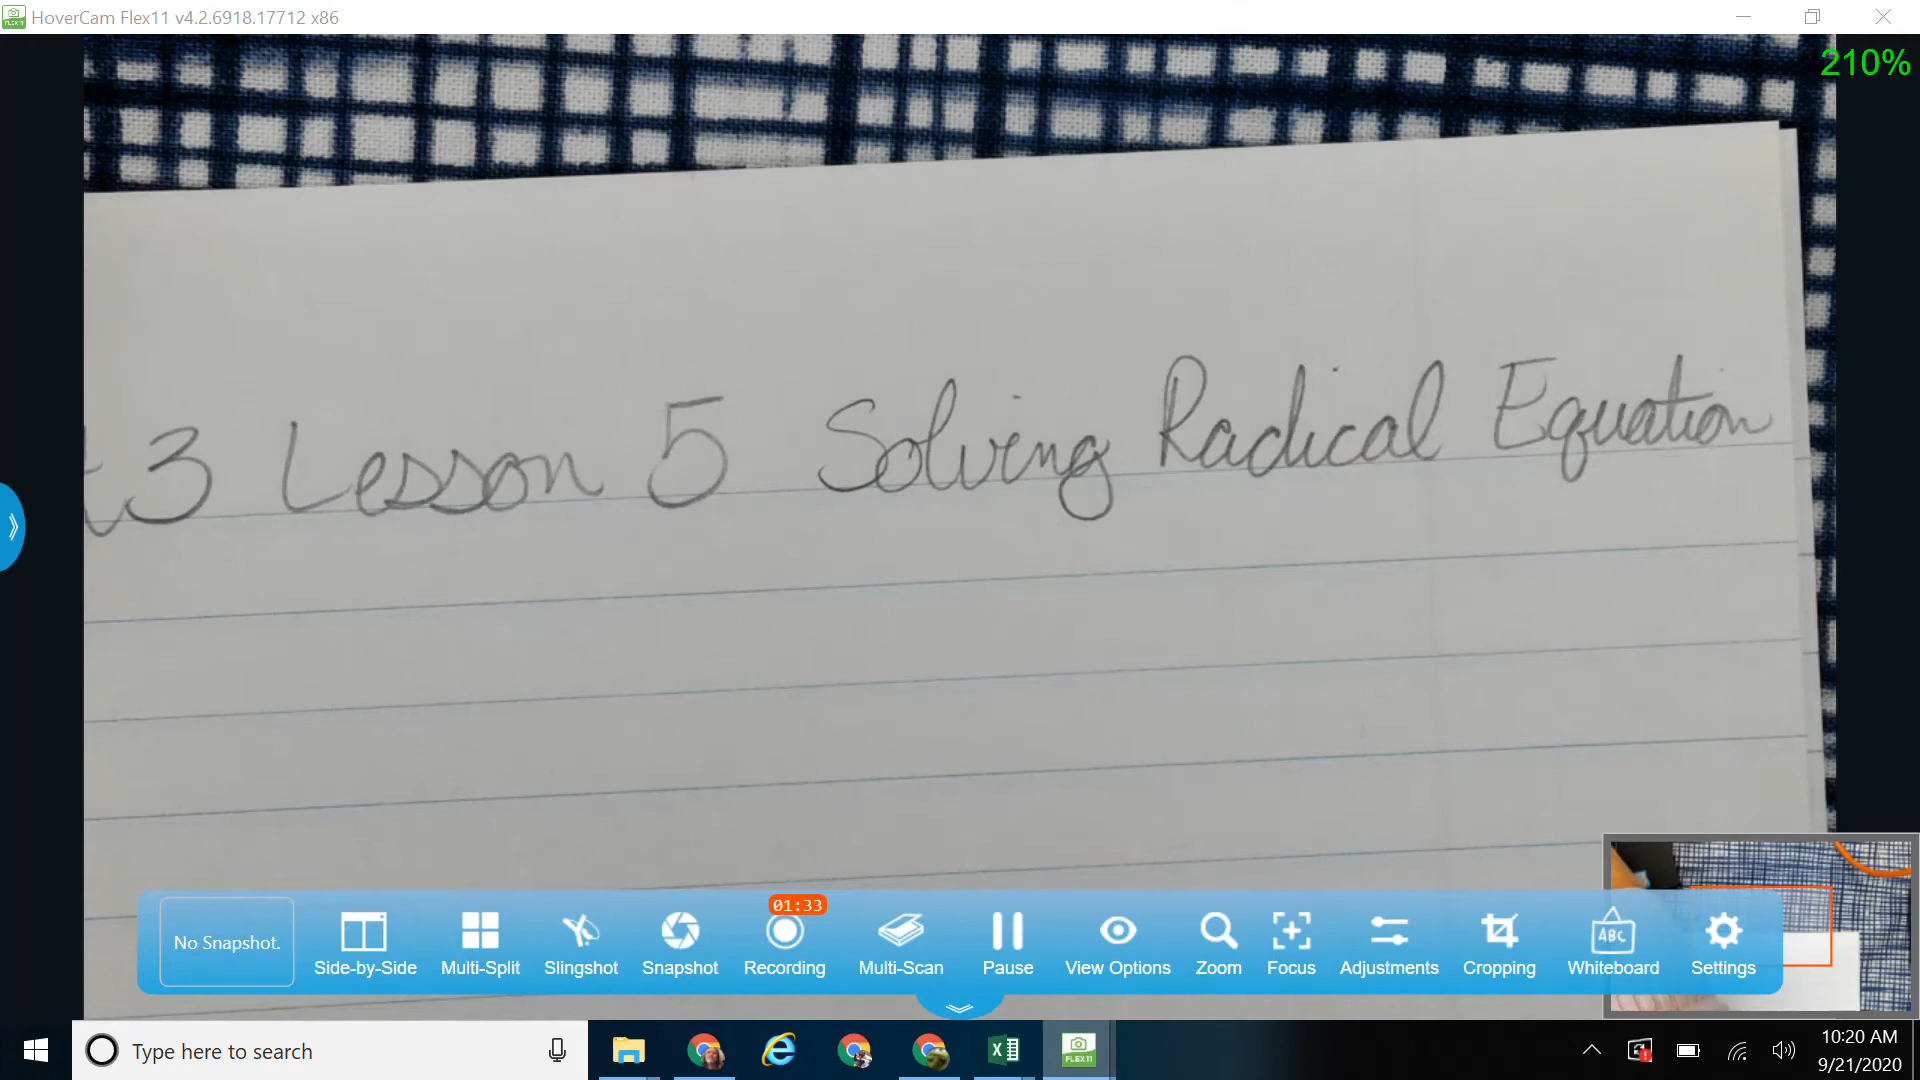 HoverCam Flex11 v4.2.6918.17712 x86
210%
t 3 Lesson 5 Solving Radical Equation
01:33
No Snapshot.
Side-by-Side
Multi-Split
Slingshot
Snapshot
Recording
Multi-Scan
Pause
View Options
Zoom
Focus
Adjustments
Cropping
ABC
Whiteboard
Settings
Type here to search
FLEX11
10:20 AM
9/21/2020